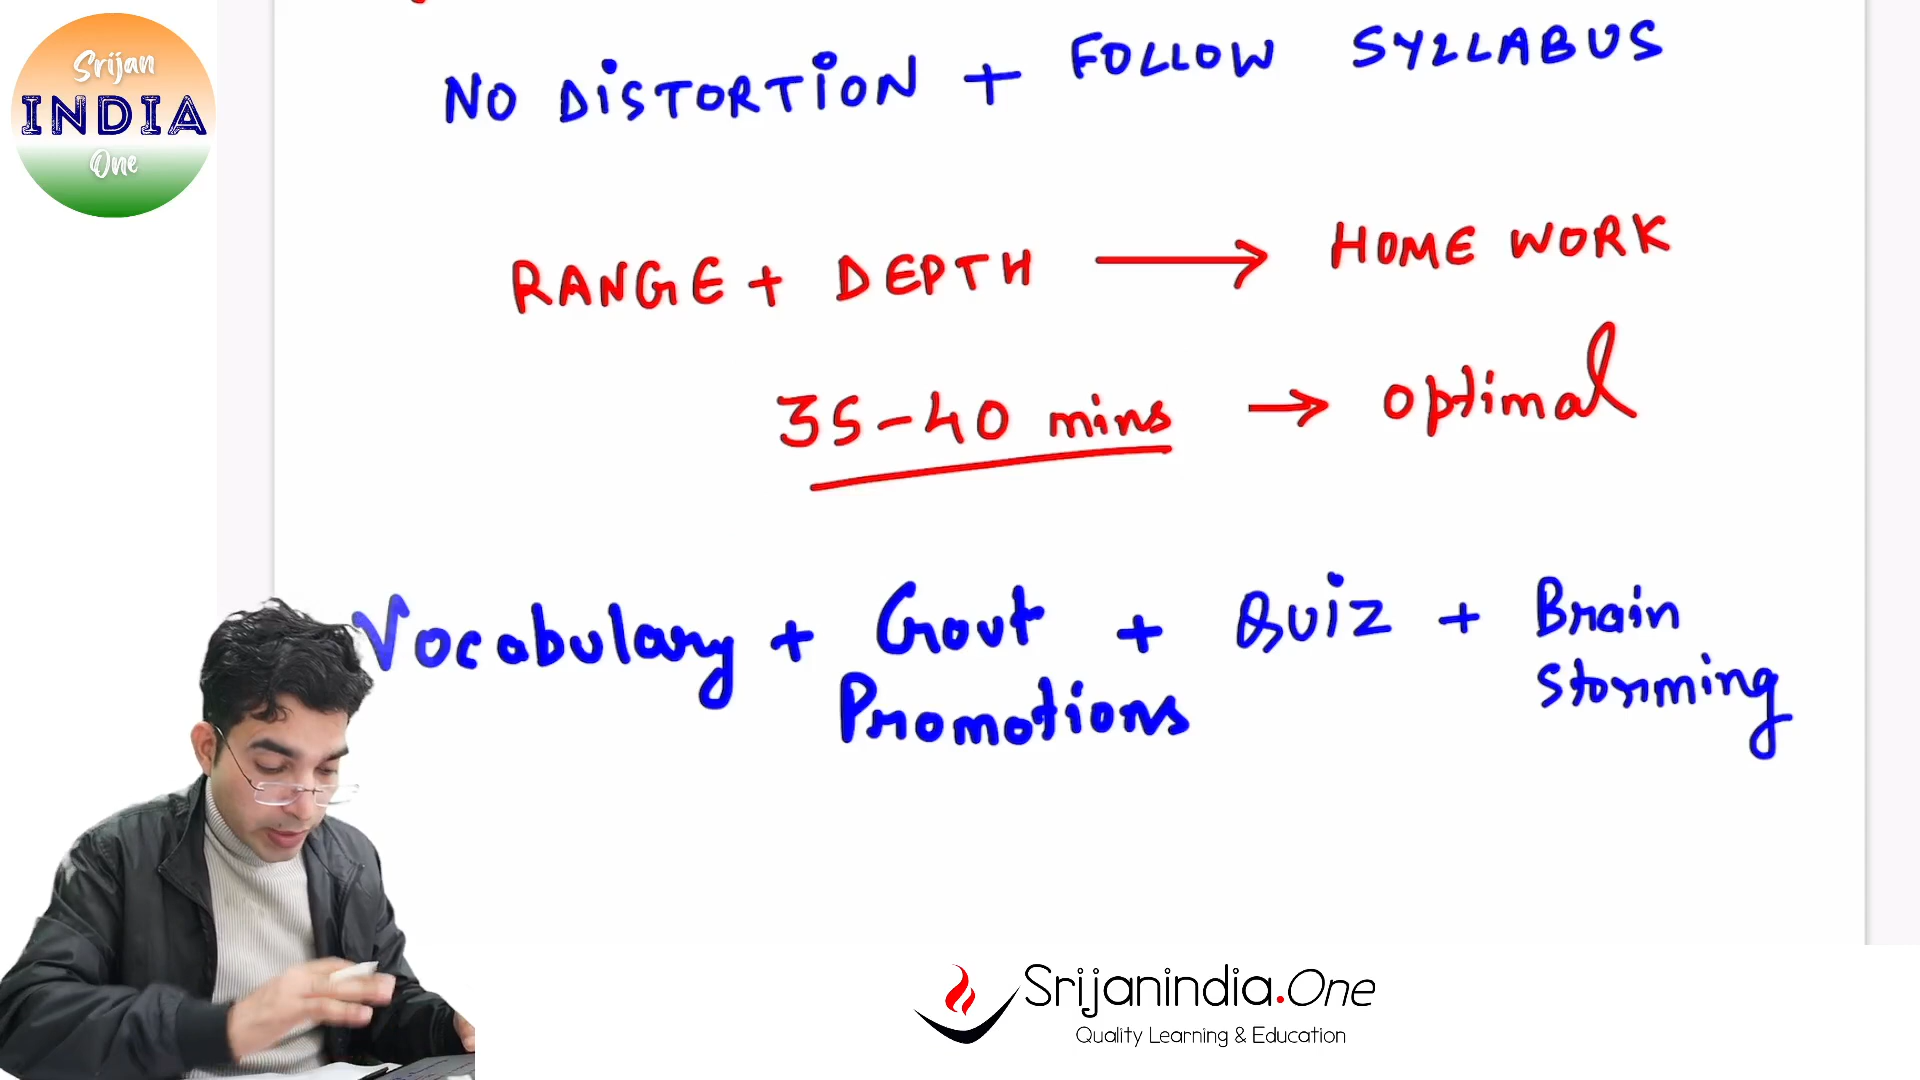 Srijan
INDIA
One
NO DISTORTION + FOLLOW SYLLABUS
RANGE + DEPTH → HOME WORK
35-40 mins → optimal
Vocabulary + Govt + QUIZ + Brain
Promotions storming
Srijanindia.One
Quality Learning & Education